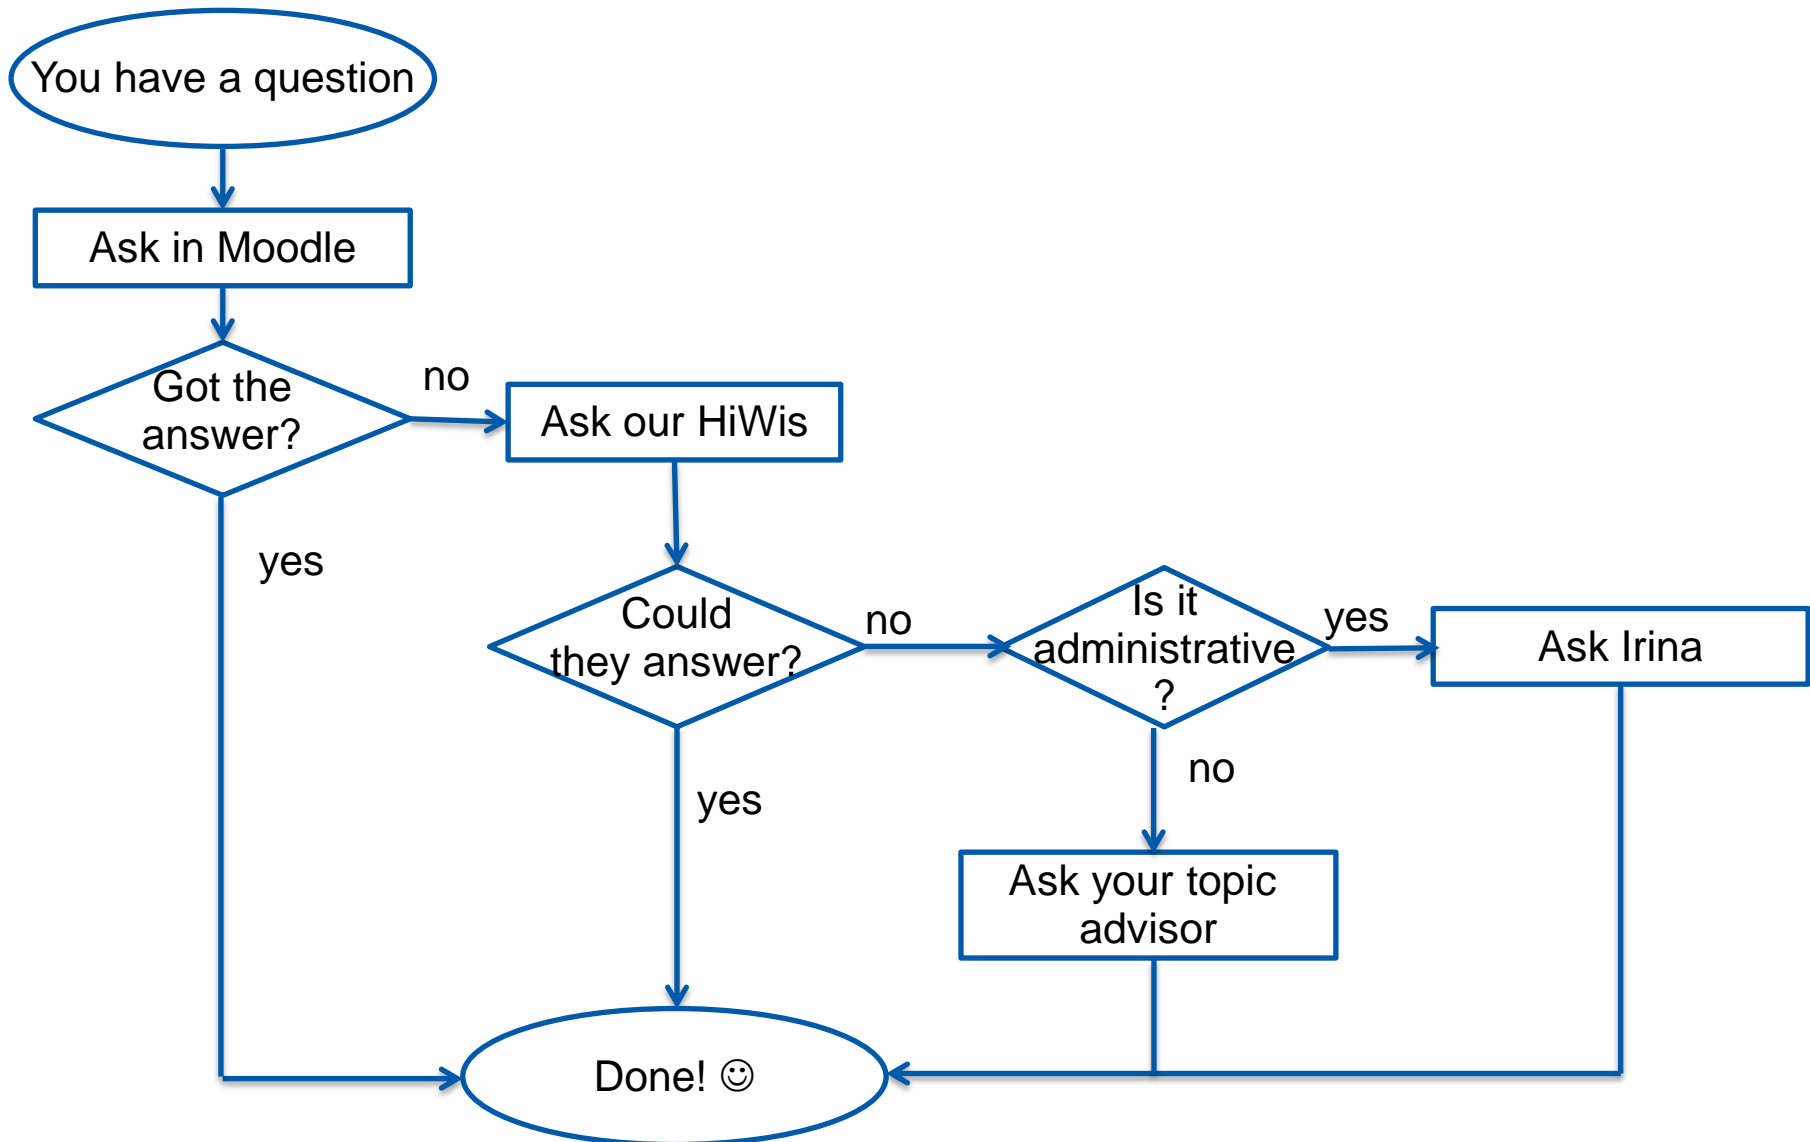 You have a question
Ask in Moodle
Got the
answer?
no
Ask our HiWis
yes
Could
they answer?
no
Is it
administrative
?
yes
Ask Irina
no
yes
Ask your topic
advisor
Done! ☺